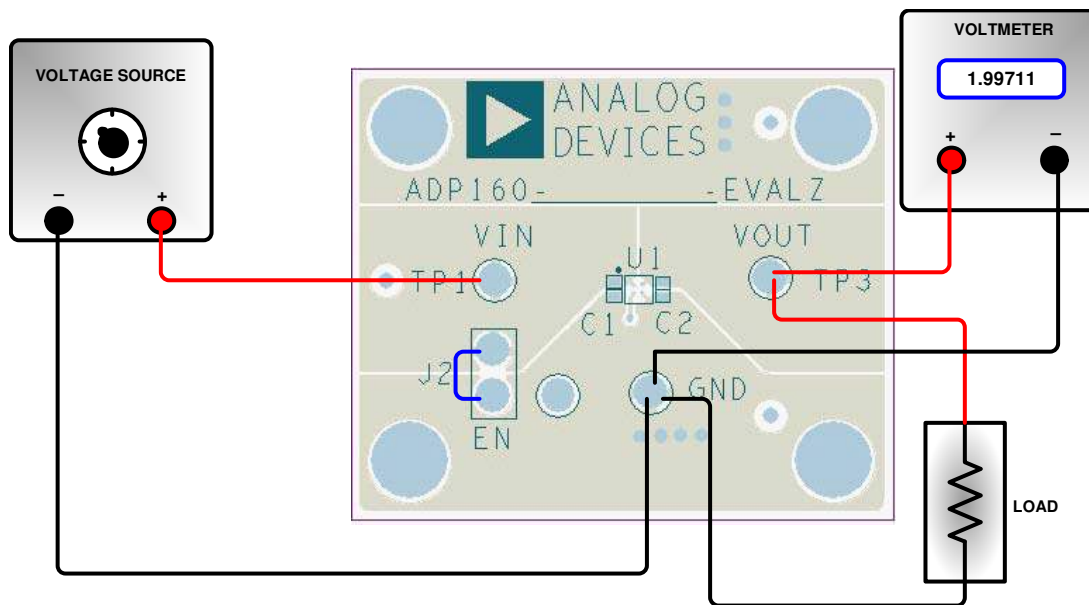 VOLTAGE SOURCE
–
+
VOLTMETER
1.99711
+
–
ANALOG
DEVICES
ADP160-________-EVALZ
VIN
VOUT
TP1
U1
TP3
C1
C2
J2
GND
EN
LOAD